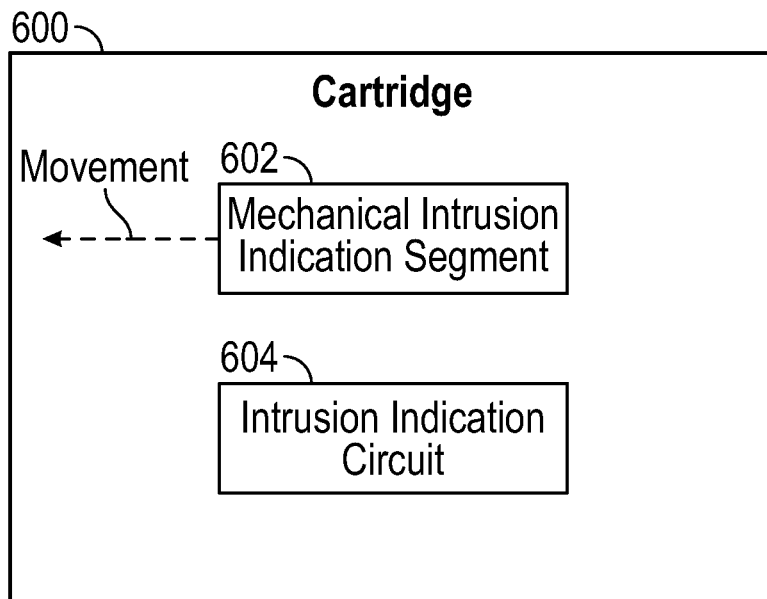 600
Cartridge
602
Movement
Mechanical Intrusion
Indication Segment
604
Intrusion Indication
Circuit